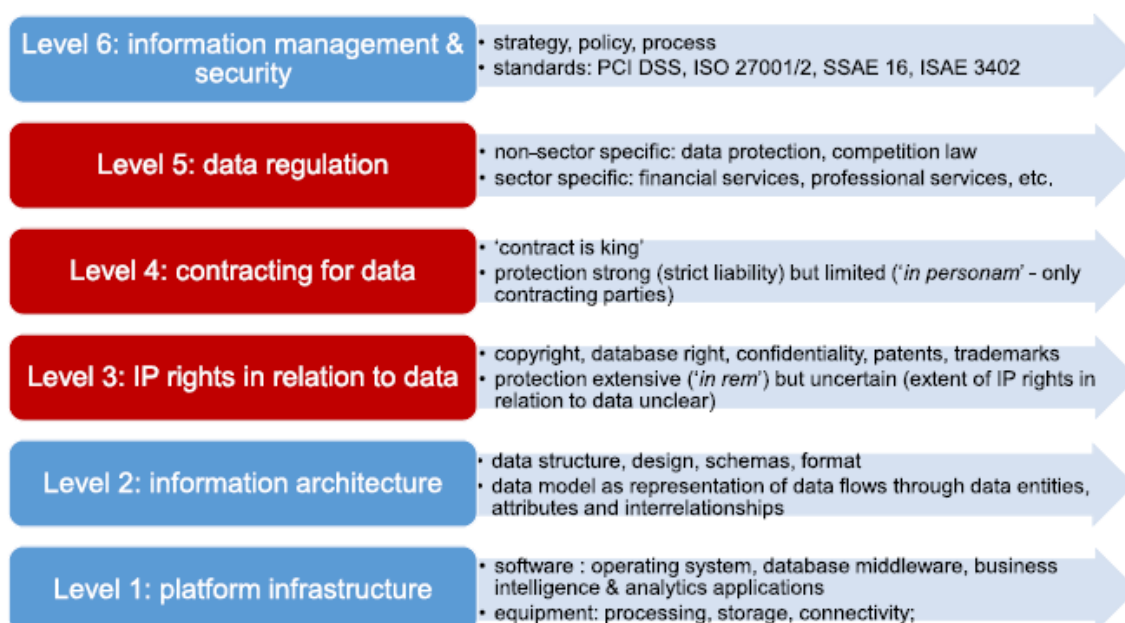 Level 6: information management &
security
• strategy, policy, process
• standards: PCI DSS, ISO 27001/2, SSAE 16, ISAE 3402
Level 5: data regulation
• non-sector specific: data protection, competition law
• sector specific: financial services, professional services, etc.
Level 4: contracting for data
• ‘contract is king’
• protection strong (strict liability) but limited (‘in personam’ - only
contracting parties)
Level 3: IP rights in relation to data
• copyright, database right, confidentiality, patents, trademarks
• protection extensive (‘in rem’) but uncertain (extent of IP rights in
relation to data unclear)
Level 2: information architecture
• data structure, design, schemas, format
• data model as representation of data flows through data entities,
attributes and interrelationships
Level 1: platform infrastructure
• software : operating system, database middleware, business
intelligence & analytics applications
• equipment: processing, storage, connectivity;